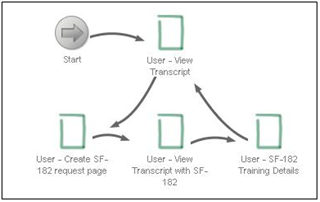 Start
User - View
Transcript
User - Create SF-
182 request page
User - View
Transcript with SF-
182
User - SF-182
Training Details